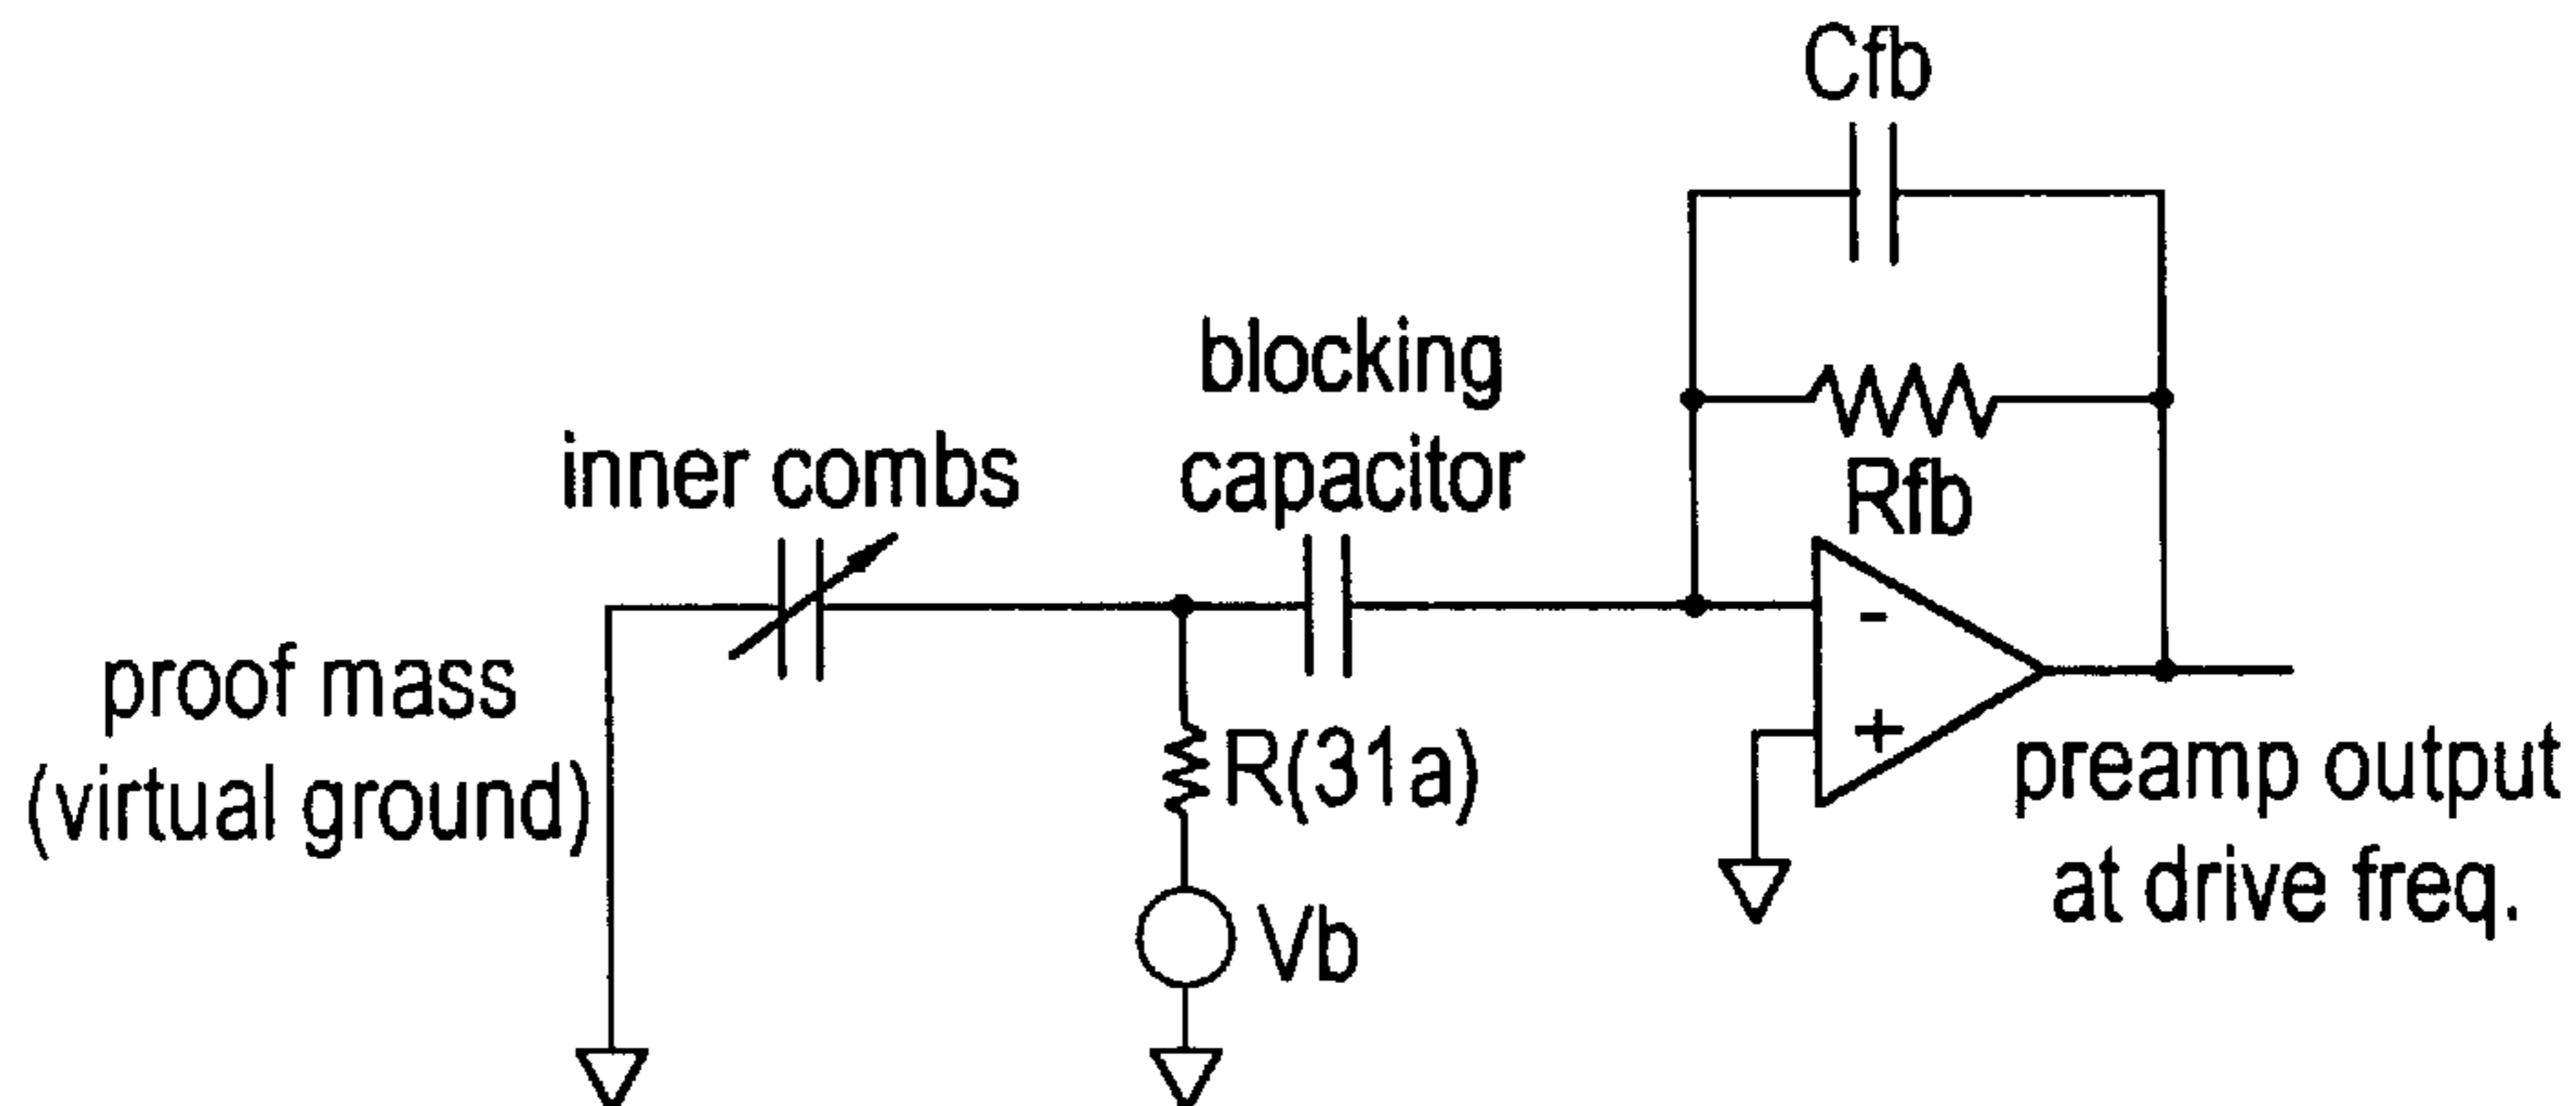 Cfb
blocking
capacitor
inner combs
Rfb
-
+
proof mass
(virtual ground)
R(31a)
Vb
preamp output
at drive freq.